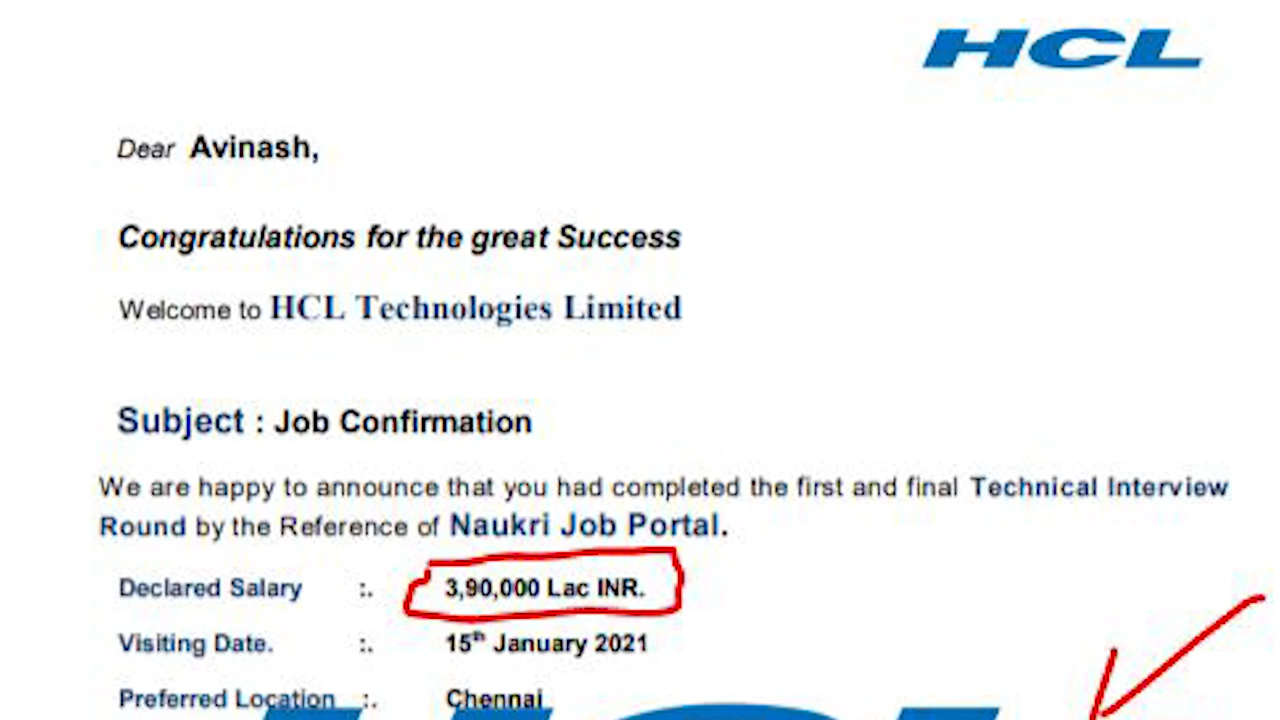 HCL
Dear Avinash,
Congratulations for the great Success
Welcome to HCL Technologies Limited
Subject : Job Confirmation
We are happy to announce that you had completed the first and final Technical Interview
Round by the Reference of Naukri Job Portal.
Declared Salary :. 3,90,000 Lac INR.
Visiting Date. :. 15th January 2021
Preferred Location :. Chennai